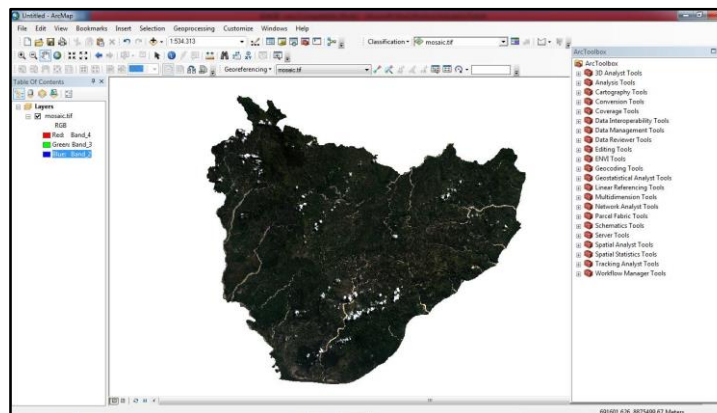 Untitled - ArcMap
File Edit View Bookmarks Insert Selection Geoprocessing Customize Windows Help
1:534.313
Classification mosaic.tif
Georeferencing mosaic.tif
Table Of Contents
Layers
mosaic.tif
RGB
Red: Band_4
Green: Band_3
Blue: Band_2
ArcToolbox
ArcToolbox
3D Analyst Tools
Analysis Tools
Cartography Tools
Conversion Tools
Coverage Tools
Data Interoperability Tools
Data Management Tools
Data Reviewer Tools
Editing Tools
ENVI Tools
Geocoding Tools
Geostatistical Analyst Tools
Linear Referencing Tools
Multidimension Tools
Network Analyst Tools
Parcel Fabric Tools
Schematics Tools
Server Tools
Spatial Analyst Tools
Spatial Statistics Tools
Tracking Analyst Tools
Workflow Manager Tools
691601,626 8875499,67 Meters